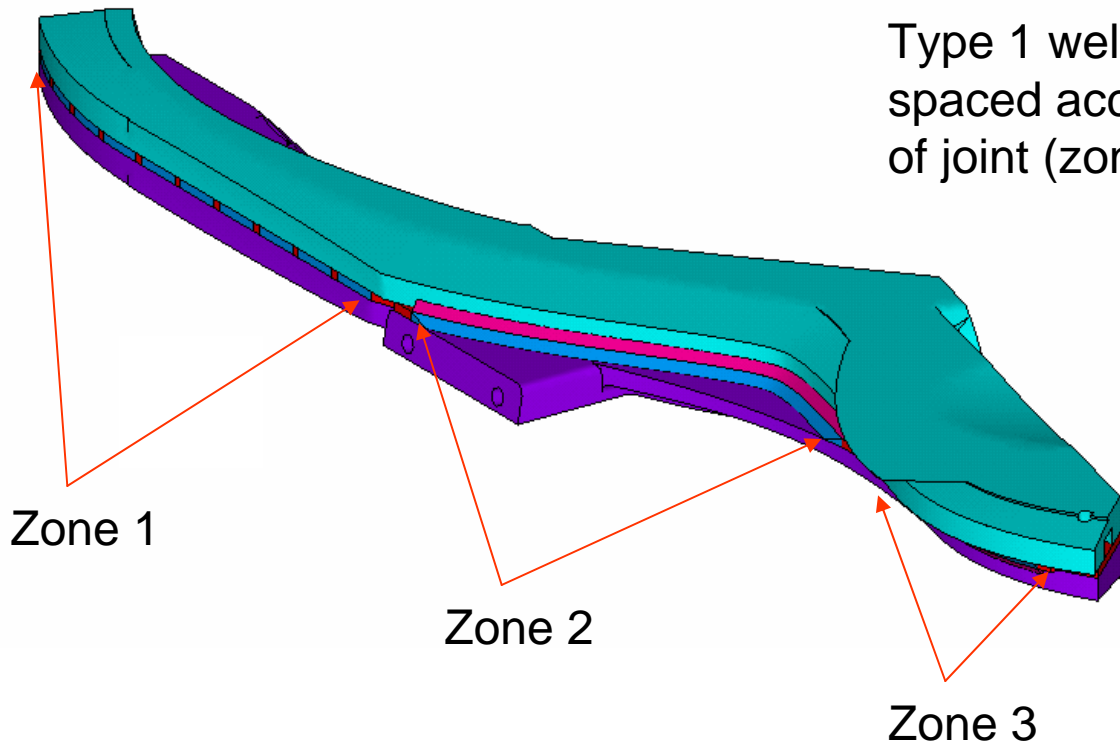 Type 1 wel
spaced acc
of joint (zon
Zone 1
Zone 2
Zone 3